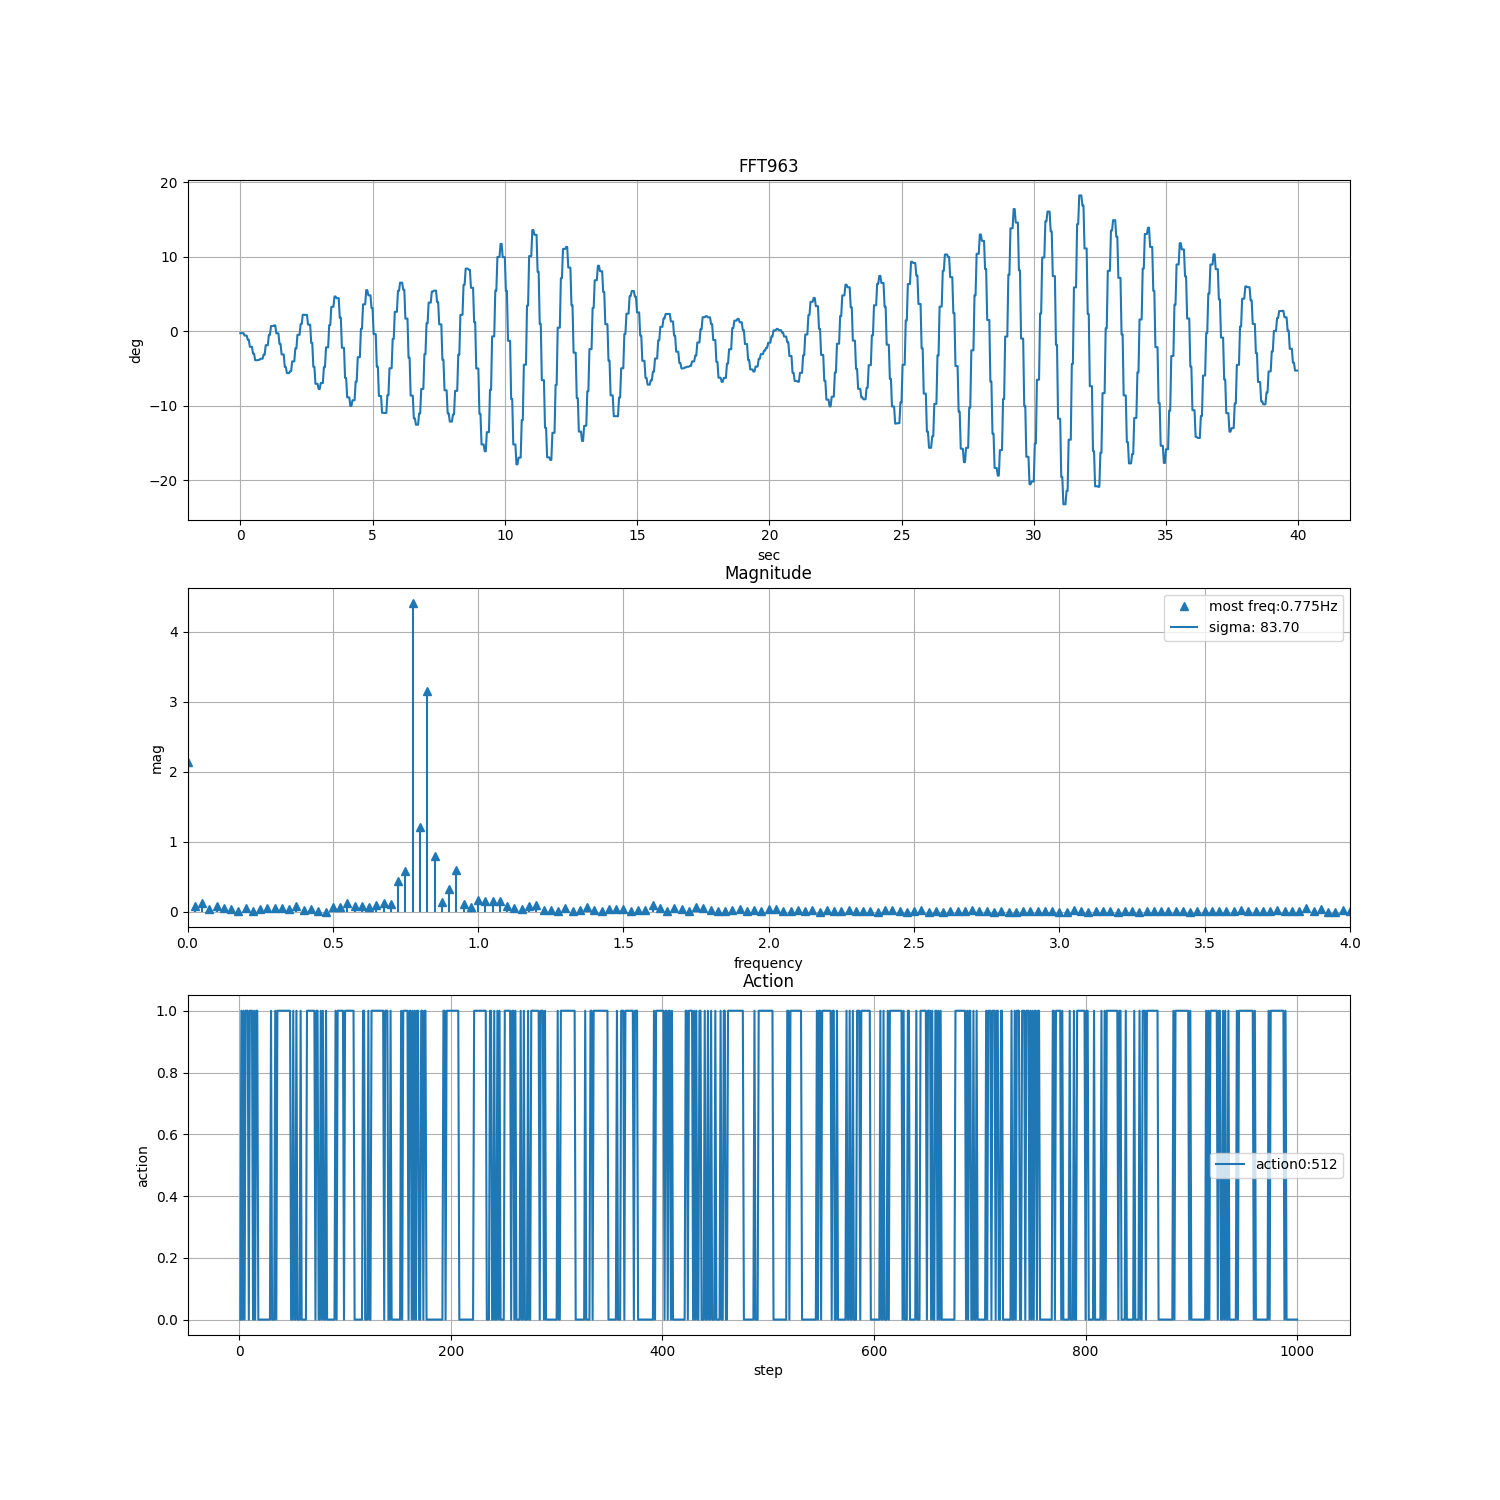 FFT963
20
10
0
−10
−20
deg
0 5 10 15 20 25 30 35 40
sec
Magnitude
most freq:0.775Hz
sigma: 83.70
4
3
2
1
0
mag
0.0 0.5 1.0 1.5 2.0 2.5 3.0 3.5 4.0
frequency
Action
1.0
0.8
0.6
0.4
0.2
0.0
action
action0:512
0 200 400 600 800 1000
step